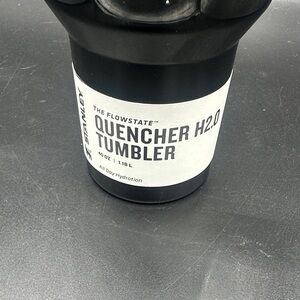 STANLEY
THE FLOWSTATE™
QUENCHER H2.0
TUMBLER
40 OZ | 1.18 L
All Day Hydration